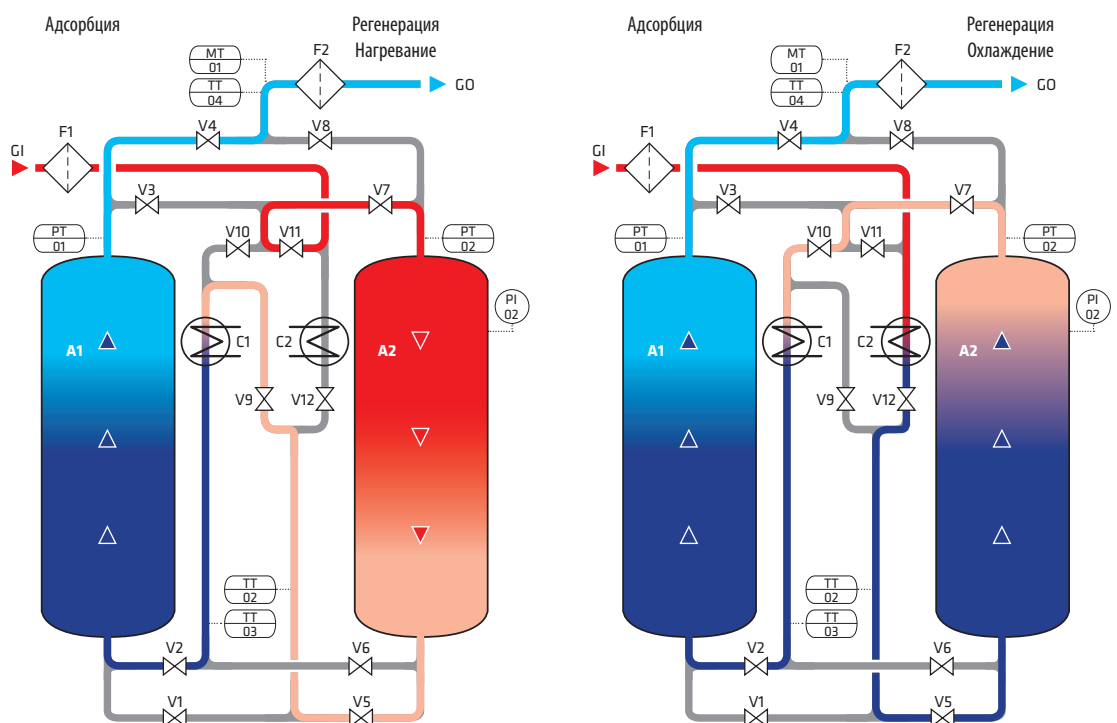 Адсорбция
Регенерация
Нагревание
MT
01
TT
04
F2
GO
V4
V8
F1
GI
V3
V7
PT
01
V10
V11
PT
02
PI
02
A1
C1
C2
A2
V9
V12
TT
02
TT
03
V2
V6
V1
V5
Адсорбция
Регенерация
Охлаждение
MT
01
TT
04
F2
GO
V4
V8
F1
GI
V3
V7
PT
01
V10
V11
PT
02
PI
02
A1
C1
C2
A2
V9
V12
TT
02
TT
03
V2
V6
V1
V5